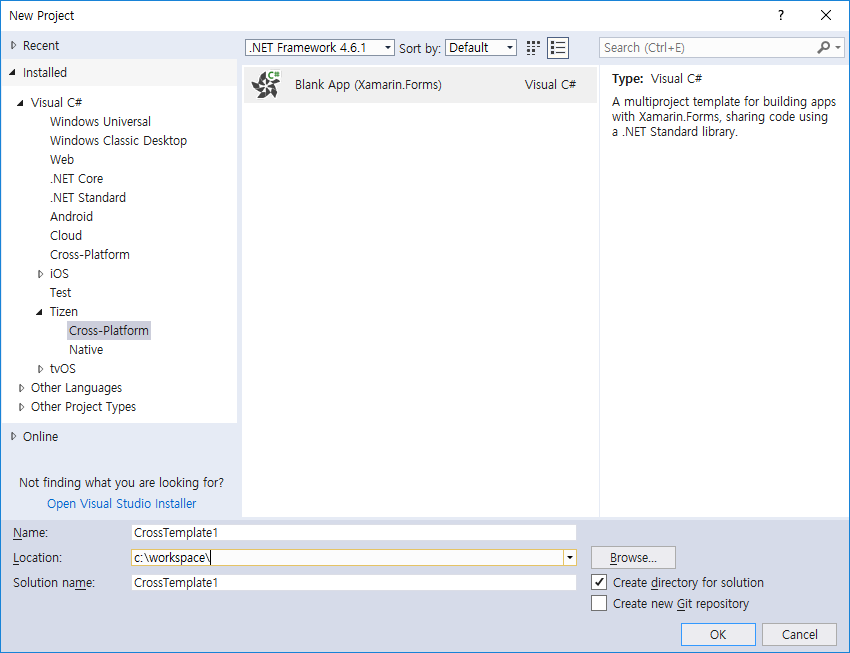 New Project
?
Recent
.NET Framework 4.6.1
Sort by:
Default
Search (Ctrl+E)
Installed
Visual C#
Windows Universal
Windows Classic Desktop
Web
.NET Core
.NET Standard
Android
Cloud
Cross-Platform
iOS
Test
Tizen
Cross-Platform
Native
tvOS
Other Languages
Other Project Types
Online
Not finding what you are looking for?
Open Visual Studio Installer
C#
Blank App (Xamarin.Forms)
Visual C#
Type: Visual C#
A multiproject template for building apps
with Xamarin.Forms, sharing code using
a .NET Standard library.
Name:
CrossTemplate1
Location:
c:\workspace\
Browse...
Solution name:
CrossTemplate1
Create directory for solution
Create new Git repository
OK
Cancel